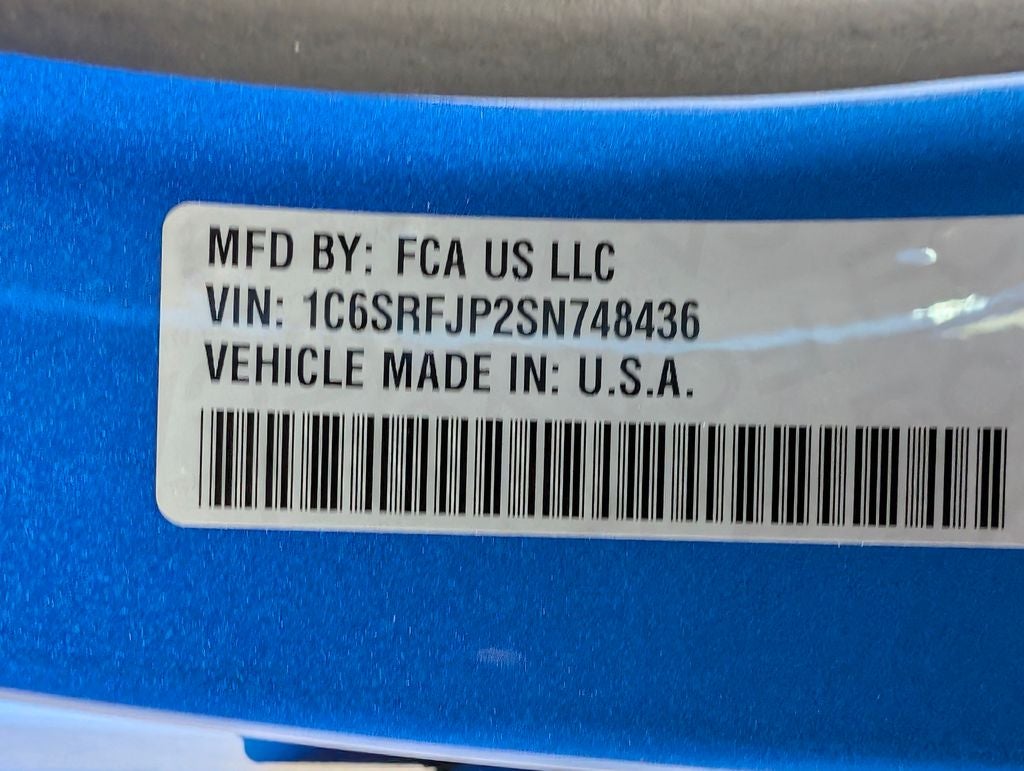 MFD BY: FCA US LLC
VIN: 1C6SRFJP2SN748436
VEHICLE MADE IN: U.S.A.